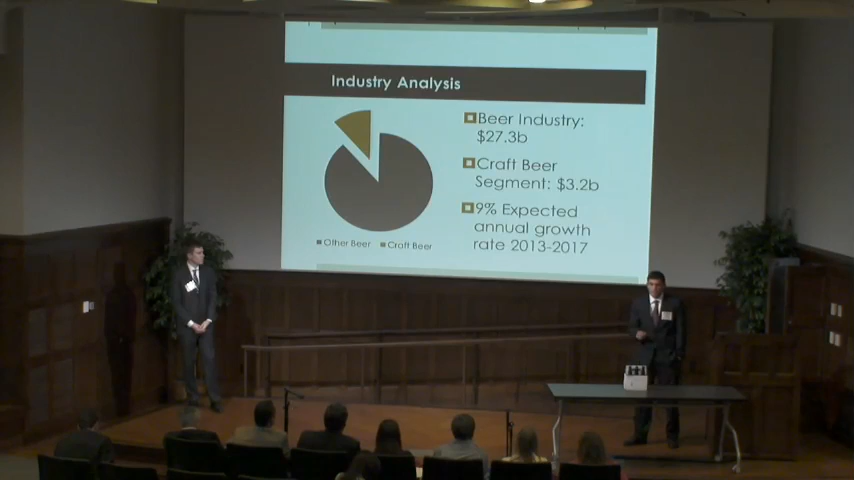 Industry Analysis
Beer Industry:
$27.3b
Craft Beer
Segment: $3.2b
9% Expected
annual growth
rate 2013-2017
Other Beer Craft Beer